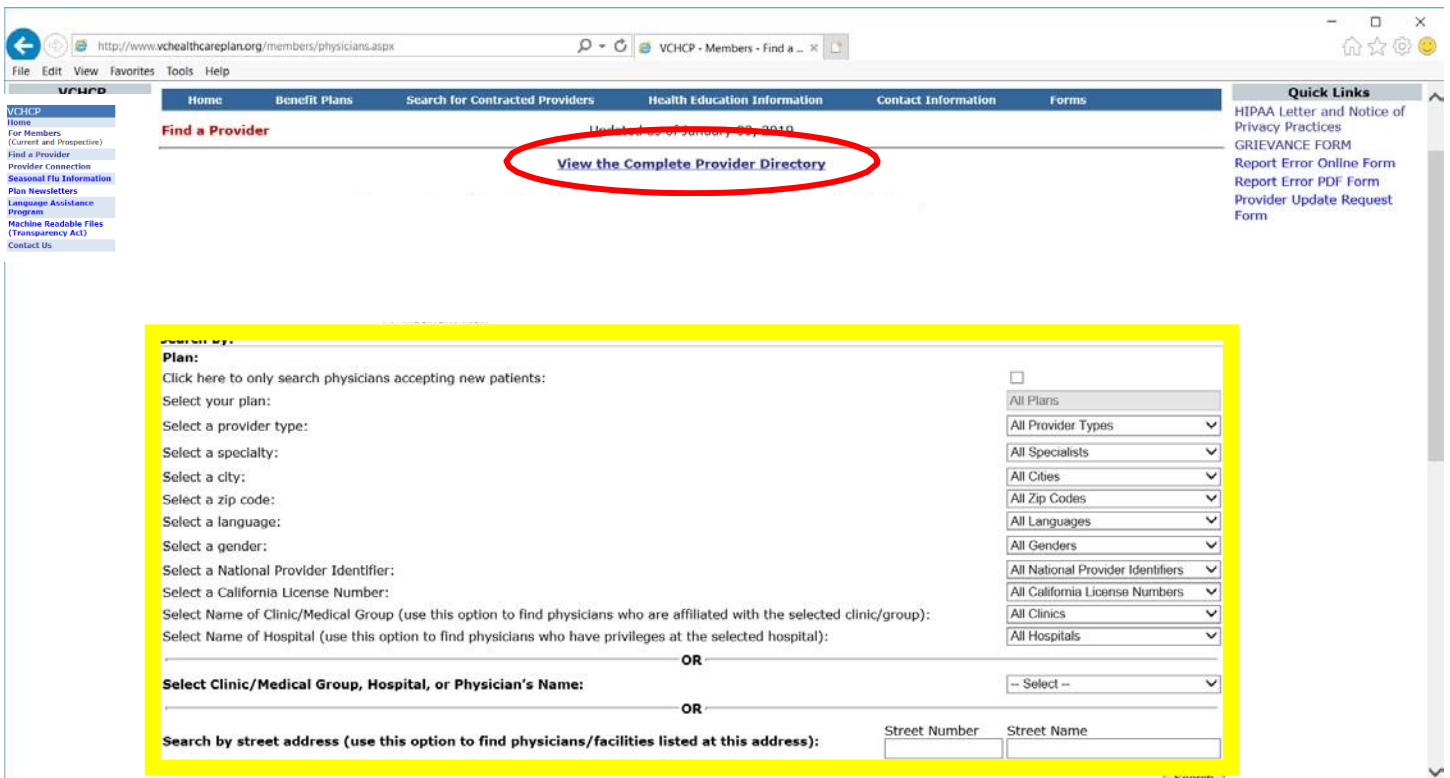 http://www.vchealthcareplan.org/members/physicians.aspx
VCHCP - Members - Find a ...
File Edit View Favorites Tools Help
VCHCP
VCHCP
Home
For Members
(Current and Prospective)
Find a Provider
Provider Connection
Seasonal Flu Information
Plan Newsletters
Language Assistance
Program
Machine Readable Files
(Transparency Act)
Contact Us
Home Benefit Plans Search for Contracted Providers Health Education Information Contact Information Forms
Find a Provider Updated as of January 09, 2019
View the Complete Provider Directory
Quick Links
HIPAA Letter and Notice of
Privacy Practices
GRIEVANCE FORM
Report Error Online Form
Report Error PDF Form
Provider Update Request
Form
Search by:
Plan:
Click here to only search physicians accepting new patients:
Select your plan: All Plans
Select a provider type: All Provider Types
Select a specialty: All Specialists
Select a city: All Cities
Select a zip code: All Zip Codes
Select a language: All Languages
Select a gender: All Genders
Select a National Provider Identifier: All National Provider Identifiers
Select a California License Number: All California License Numbers
Select Name of Clinic/Medical Group (use this option to find physicians who are affiliated with the selected clinic/group): All Clinics
Select Name of Hospital (use this option to find physicians who have privileges at the selected hospital): All Hospitals
OR
Select Clinic/Medical Group, Hospital, or Physician's Name: -- Select --
OR
Street Number Street Name
Search by street address (use this option to find physicians/facilities listed at this address):
Search